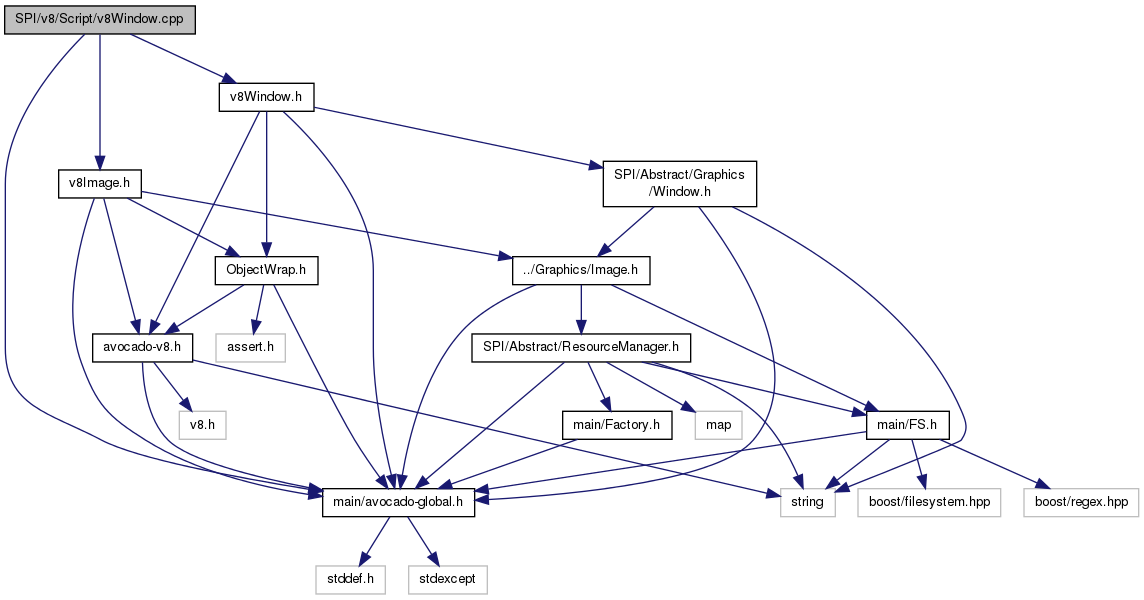 SPI/v8/Script/v8Window.cpp
v8Window.h
SPI/Abstract/Graphics
/Window.h
v8Image.h
ObjectWrap.h
../Graphics/Image.h
avocado-v8.h
assert.h
SPI/Abstract/ResourceManager.h
v8.h
main/Factory.h
map
main/FS.h
main/avocado-global.h
string
boost/filesystem.hpp
boost/regex.hpp
stddef.h
stdexcept